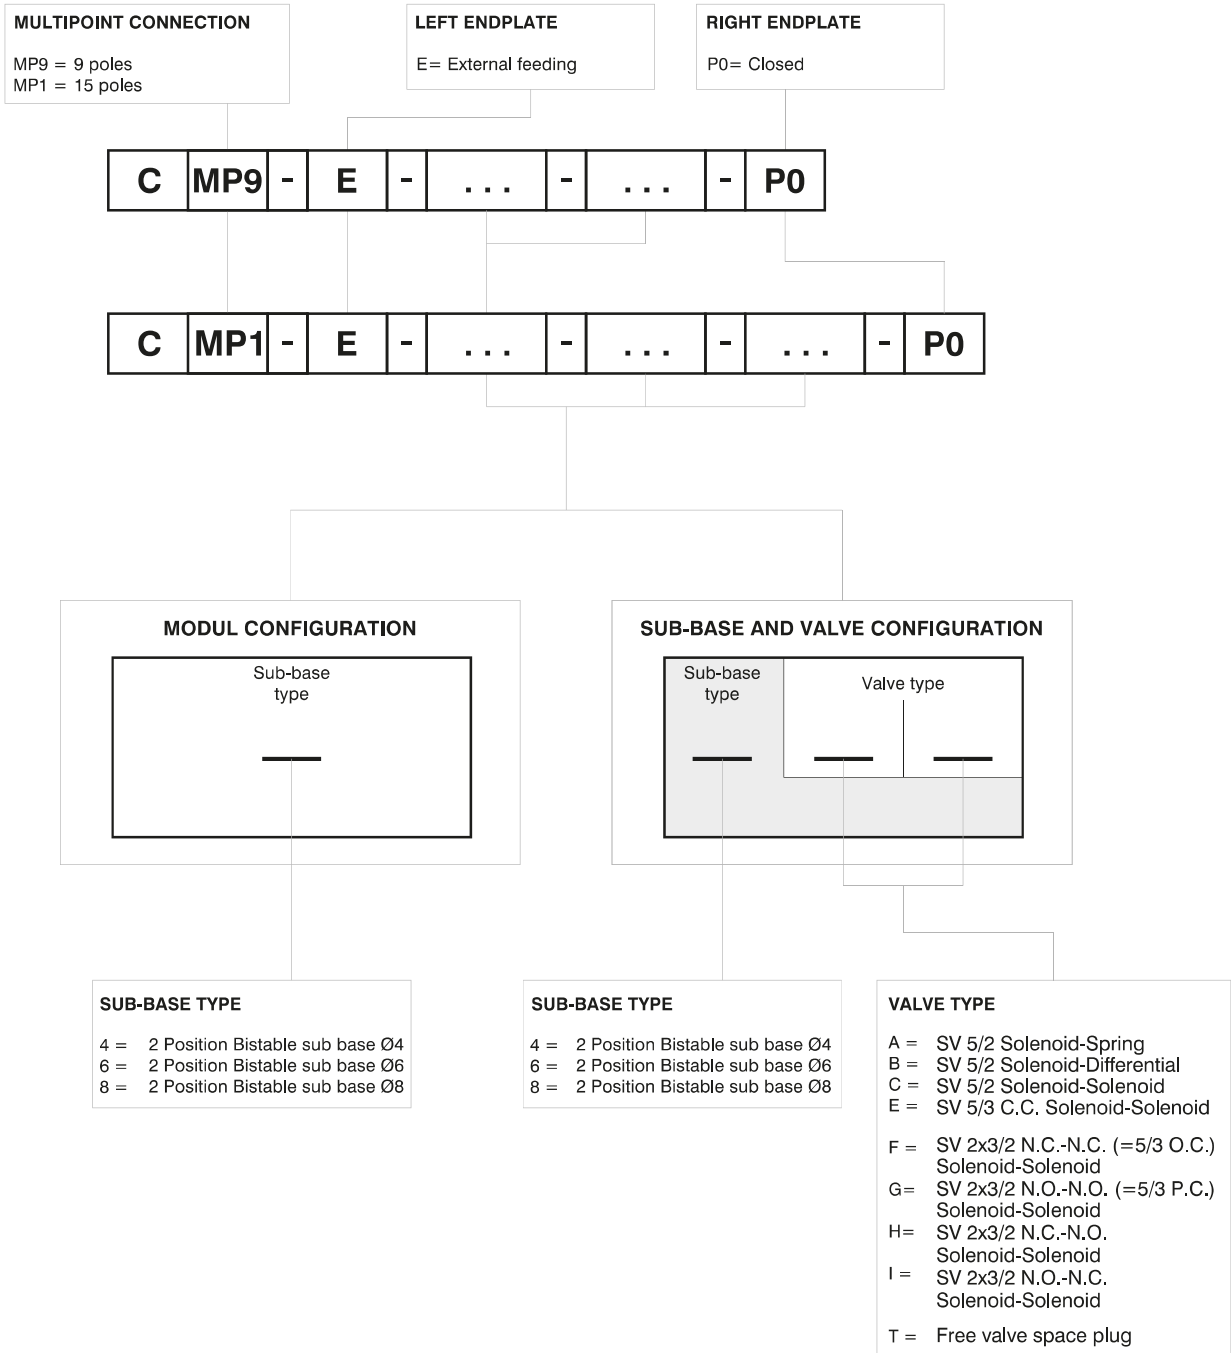 MULTIPOINT CONNECTION
MP9 = 9 poles
MP1 = 15 poles
LEFT ENDPLATE
E= External feeding
RIGHT ENDPLATE
P0= Closed
C MP9 - E - ... - ... - P0
C MP1 - E - ... - ... - ... - P0
MODUL CONFIGURATION
Sub-base
type
SUB-BASE AND VALVE CONFIGURATION
Sub-base
type
Valve type
SUB-BASE TYPE
4 = 2 Position Bistable sub base Ø4
6 = 2 Position Bistable sub base Ø6
8 = 2 Position Bistable sub base Ø8
SUB-BASE TYPE
4 = 2 Position Bistable sub base Ø4
6 = 2 Position Bistable sub base Ø6
8 = 2 Position Bistable sub base Ø8
VALVE TYPE
A = SV 5/2 Solenoid-Spring
B = SV 5/2 Solenoid-Differential
C = SV 5/2 Solenoid-Solenoid
E = SV 5/3 C.C. Solenoid-Solenoid
F = SV 2x3/2 N.C.-N.C. (=5/3 O.C.)
Solenoid-Solenoid
G= SV 2x3/2 N.O.-N.O. (=5/3 P.C.)
Solenoid-Solenoid
H= SV 2x3/2 N.C.-N.O.
Solenoid-Solenoid
I = SV 2x3/2 N.O.-N.C.
Solenoid-Solenoid
T = Free valve space plug